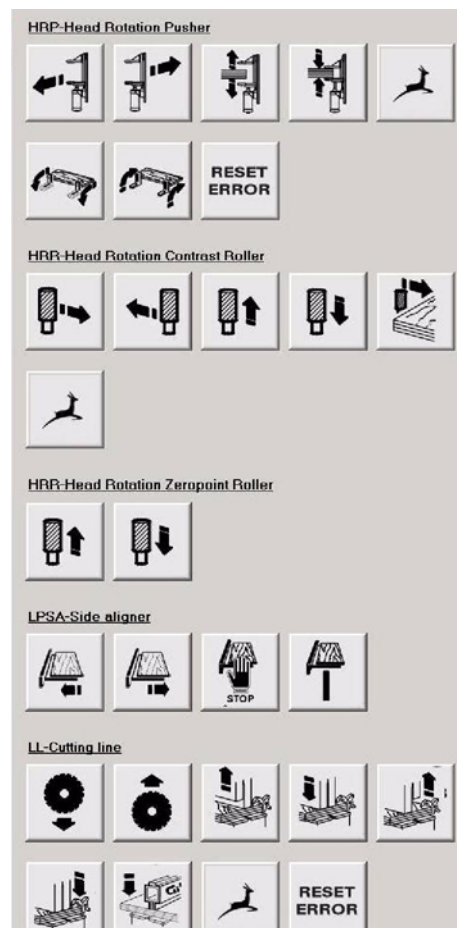 HRP-Head Rotation Pusher
RESET
ERROR
HRR-Head Rotation Contrast Roller
HRR-Head Rotation Zeropoint Roller
LPSA-Side aligner
STOP
LL-Cutting line
RESET
ERROR